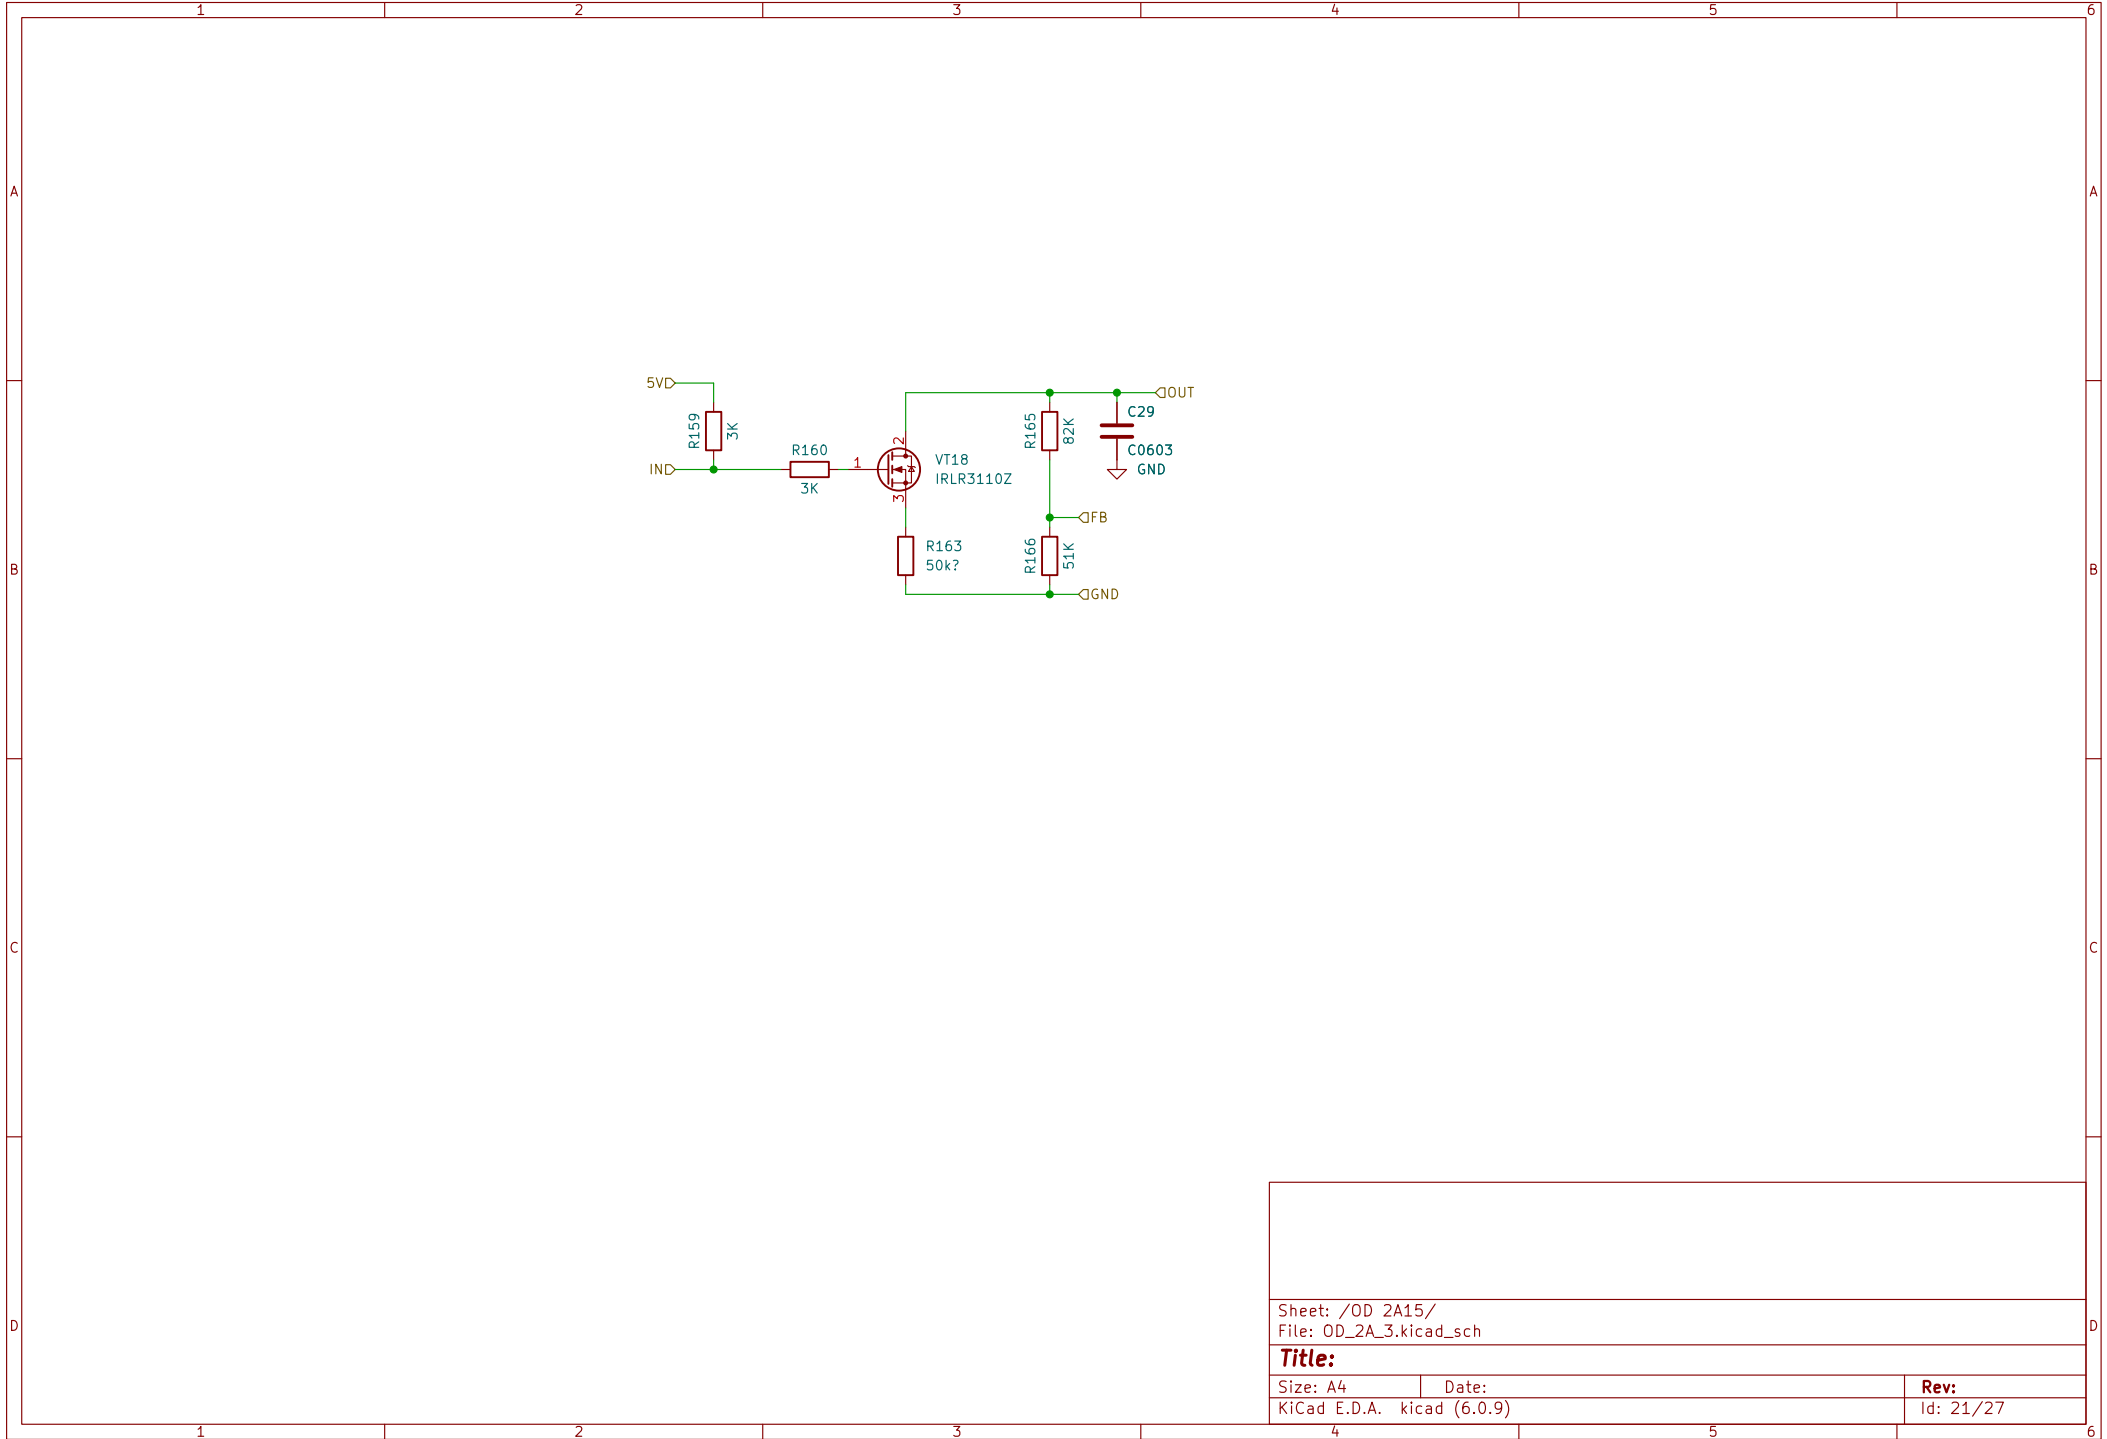 1 2 3 4 5 6
A A
5V
R159
3K
IN
R160
3K
1
2
3
VT18
IRLR3110Z
R163
50k?
R165
82K
C29
C0603
GND
OUT
FB
R166
51K
GND
B B
C C
D D
Sheet: /OD 2A15/
File: OD_2A_3.kicad_sch
Title:
Size: A4 Date: Rev:
KiCad E.D.A. kicad (6.0.9) Id: 21/27
1 2 3 4 5 6